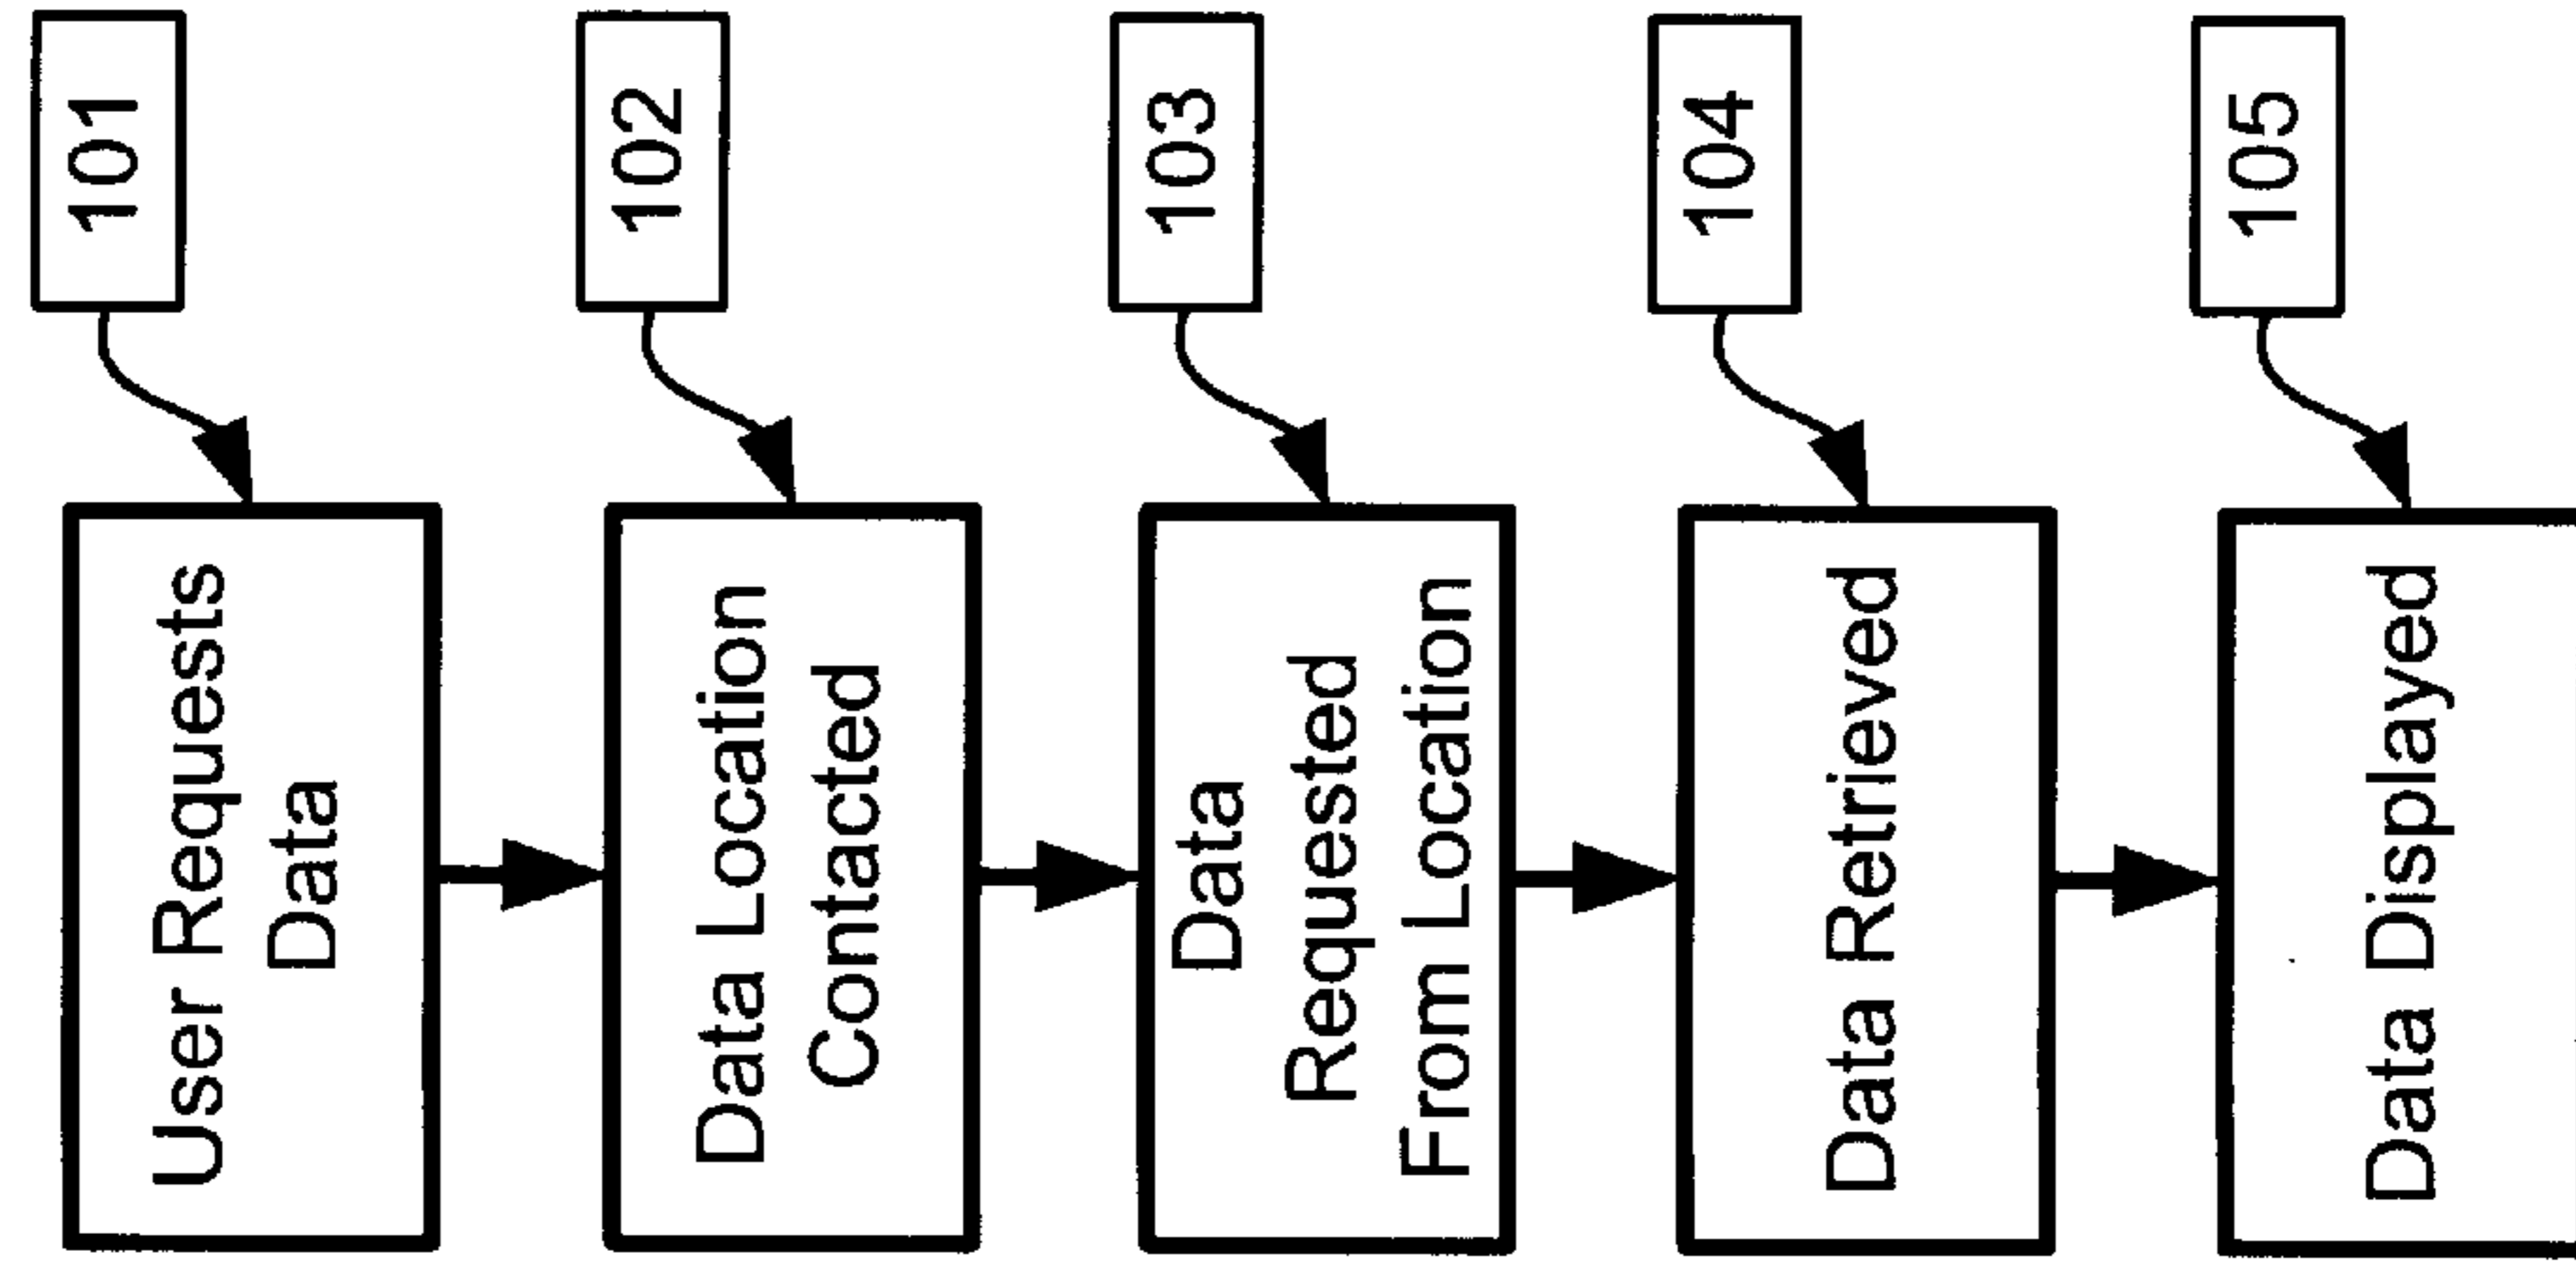 User Requests
Data
101
Data Location
Contacted
102
Data
Requested
From Location
103
Data Retrieved
104
Data Displayed
105